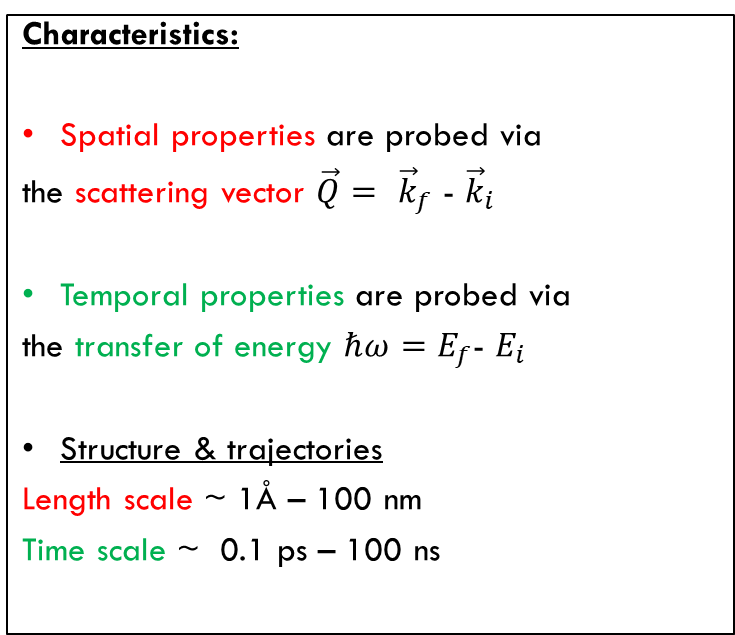 Characteristics:
• Spatial properties are probed via
the scattering vector $\vec{Q} = \vec{k}_f - \vec{k}_i$
• Temporal properties are probed via
the transfer of energy $\hbar\omega = E_f - E_i$
• Structure & trajectories
Length scale ~ 1Å – 100 nm
Time scale ~ 0.1 ps – 100 ns